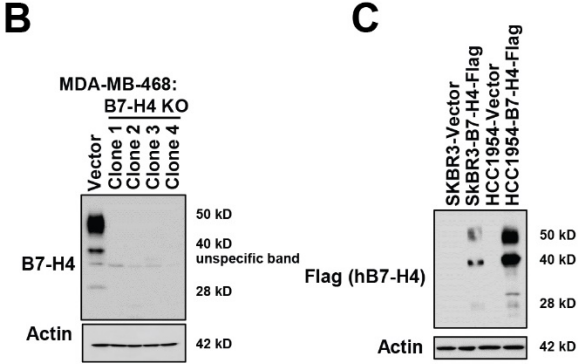 B
MDA-MB-468:
B7-H4 KO
Vector
Clone 1
Clone 2
Clone 3
Clone 4
50 kD
40 kD
unspecific band
B7-H4
28 kD
Actin
42 kD
C
SKBR3-Vector
SkBR3-B7-H4-Flag
HCC1954-Vector
HCC1954-B7-H4-Flag
50 kD
40 kD
Flag (hB7-H4)
28 kD
Actin
42 kD